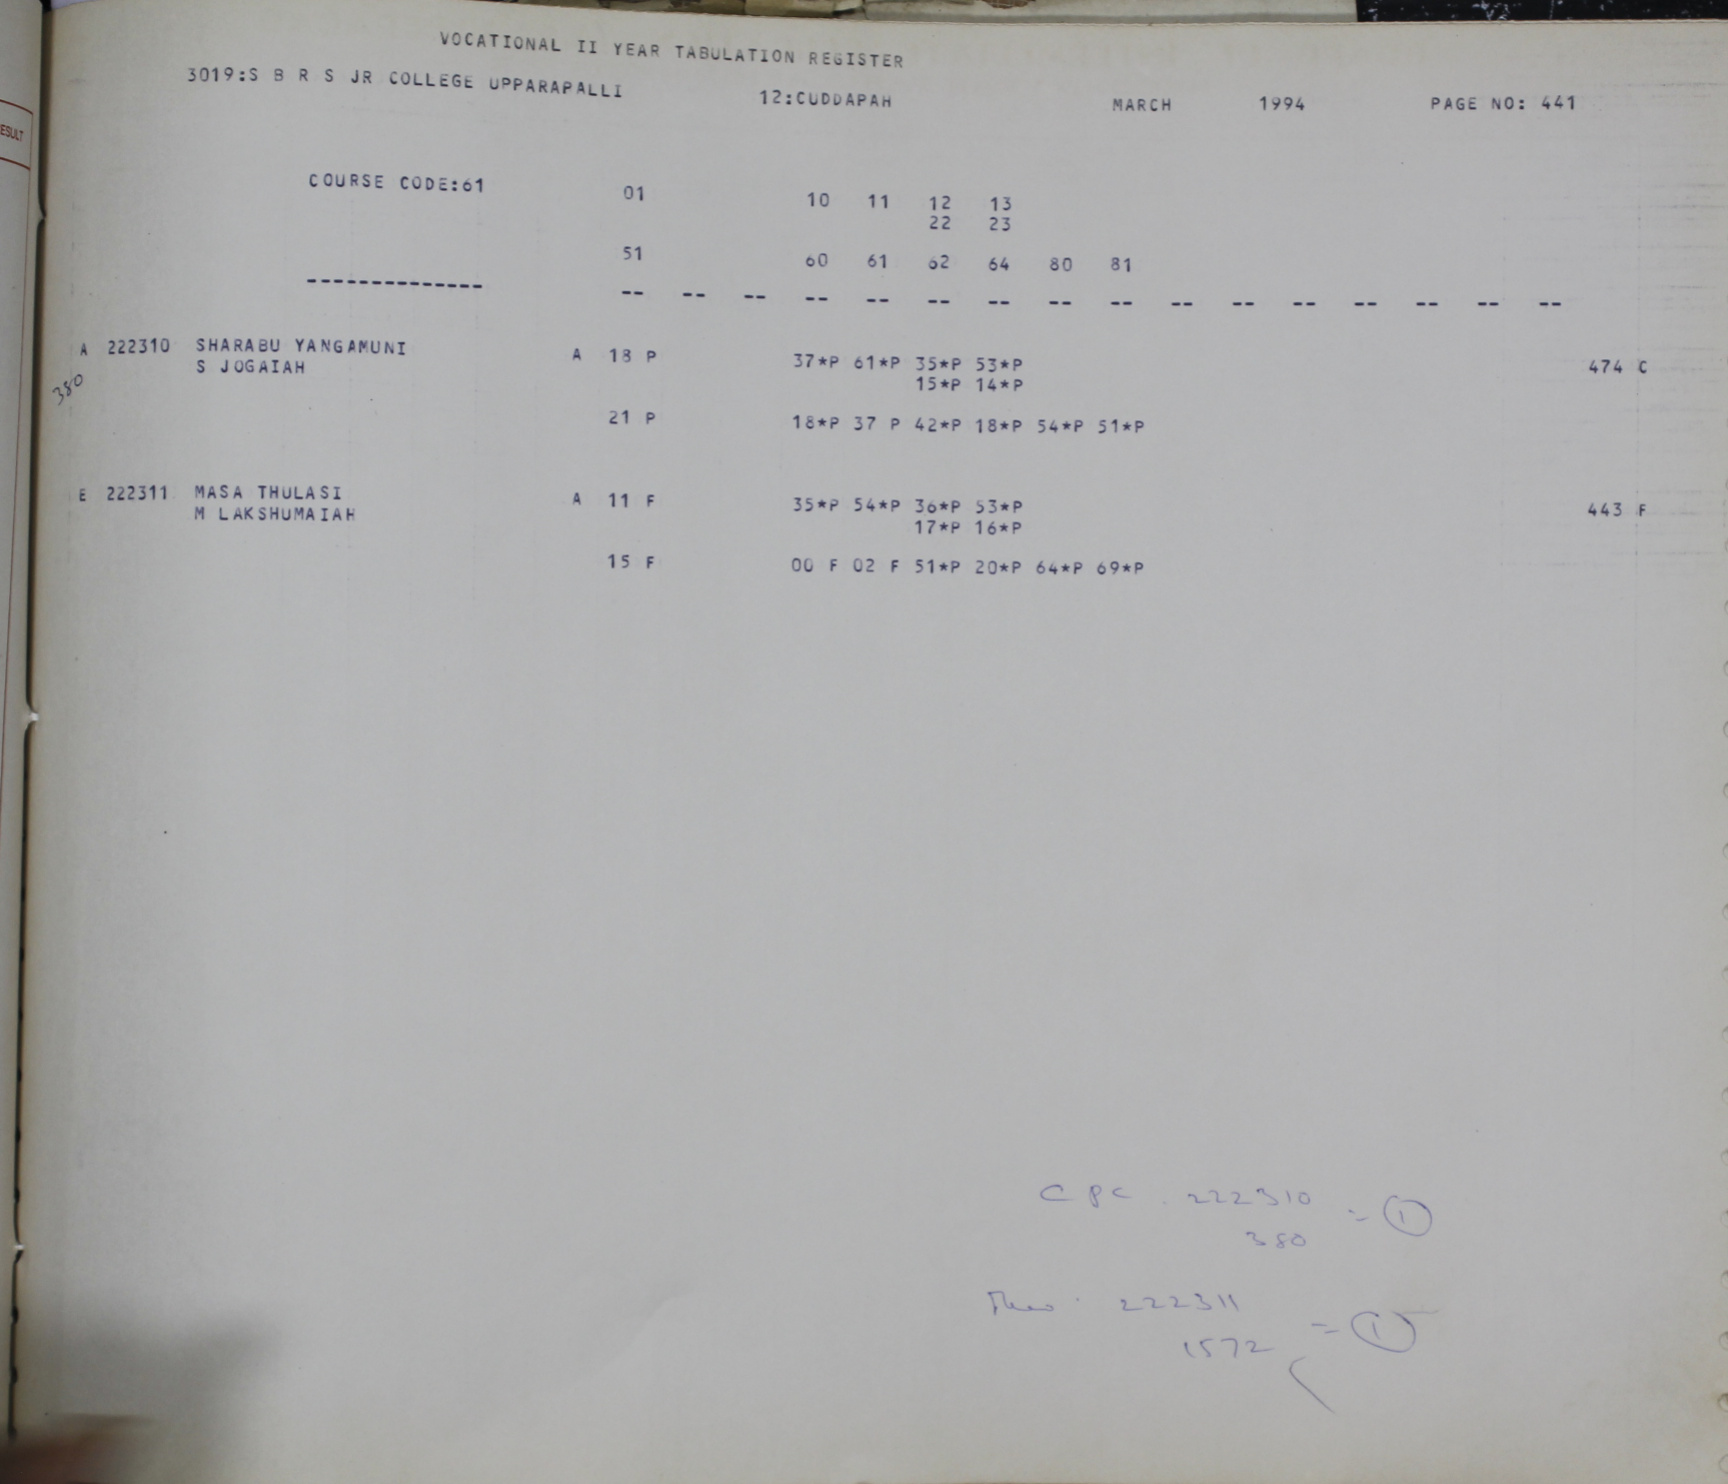 VOCATIONAL II YEAR TABULATION REGISTER
3019:S B R S JR COLLEGE UPPARAPALLI 12:CUDDAPAH MARCH 1994 PAGE NO: 441
ESULT
COURSE CODE:61 01 10 11 12 13
22 23
51 60 61 62 64 80 81
-------------- -- -- -- -- -- -- -- -- -- -- -- -- -- -- -- --
A 222310 SHARABU YANGAMUNI A 18 P 37*P 61*P 35*P 53*P 474 C
S JOGAIAH 15*P 14*P
380
21 P 18*P 37 P 42*P 18*P 54*P 51*P
E 222311 MASA THULASI A 11 F 35*P 54*P 36*P 53*P 443 F
M LAKSHUMAIAH 17*P 16*P
15 F 00 F 02 F 51*P 20*P 64*P 69*P
CPC . 222310 = 1
380
222311 = 1
1572